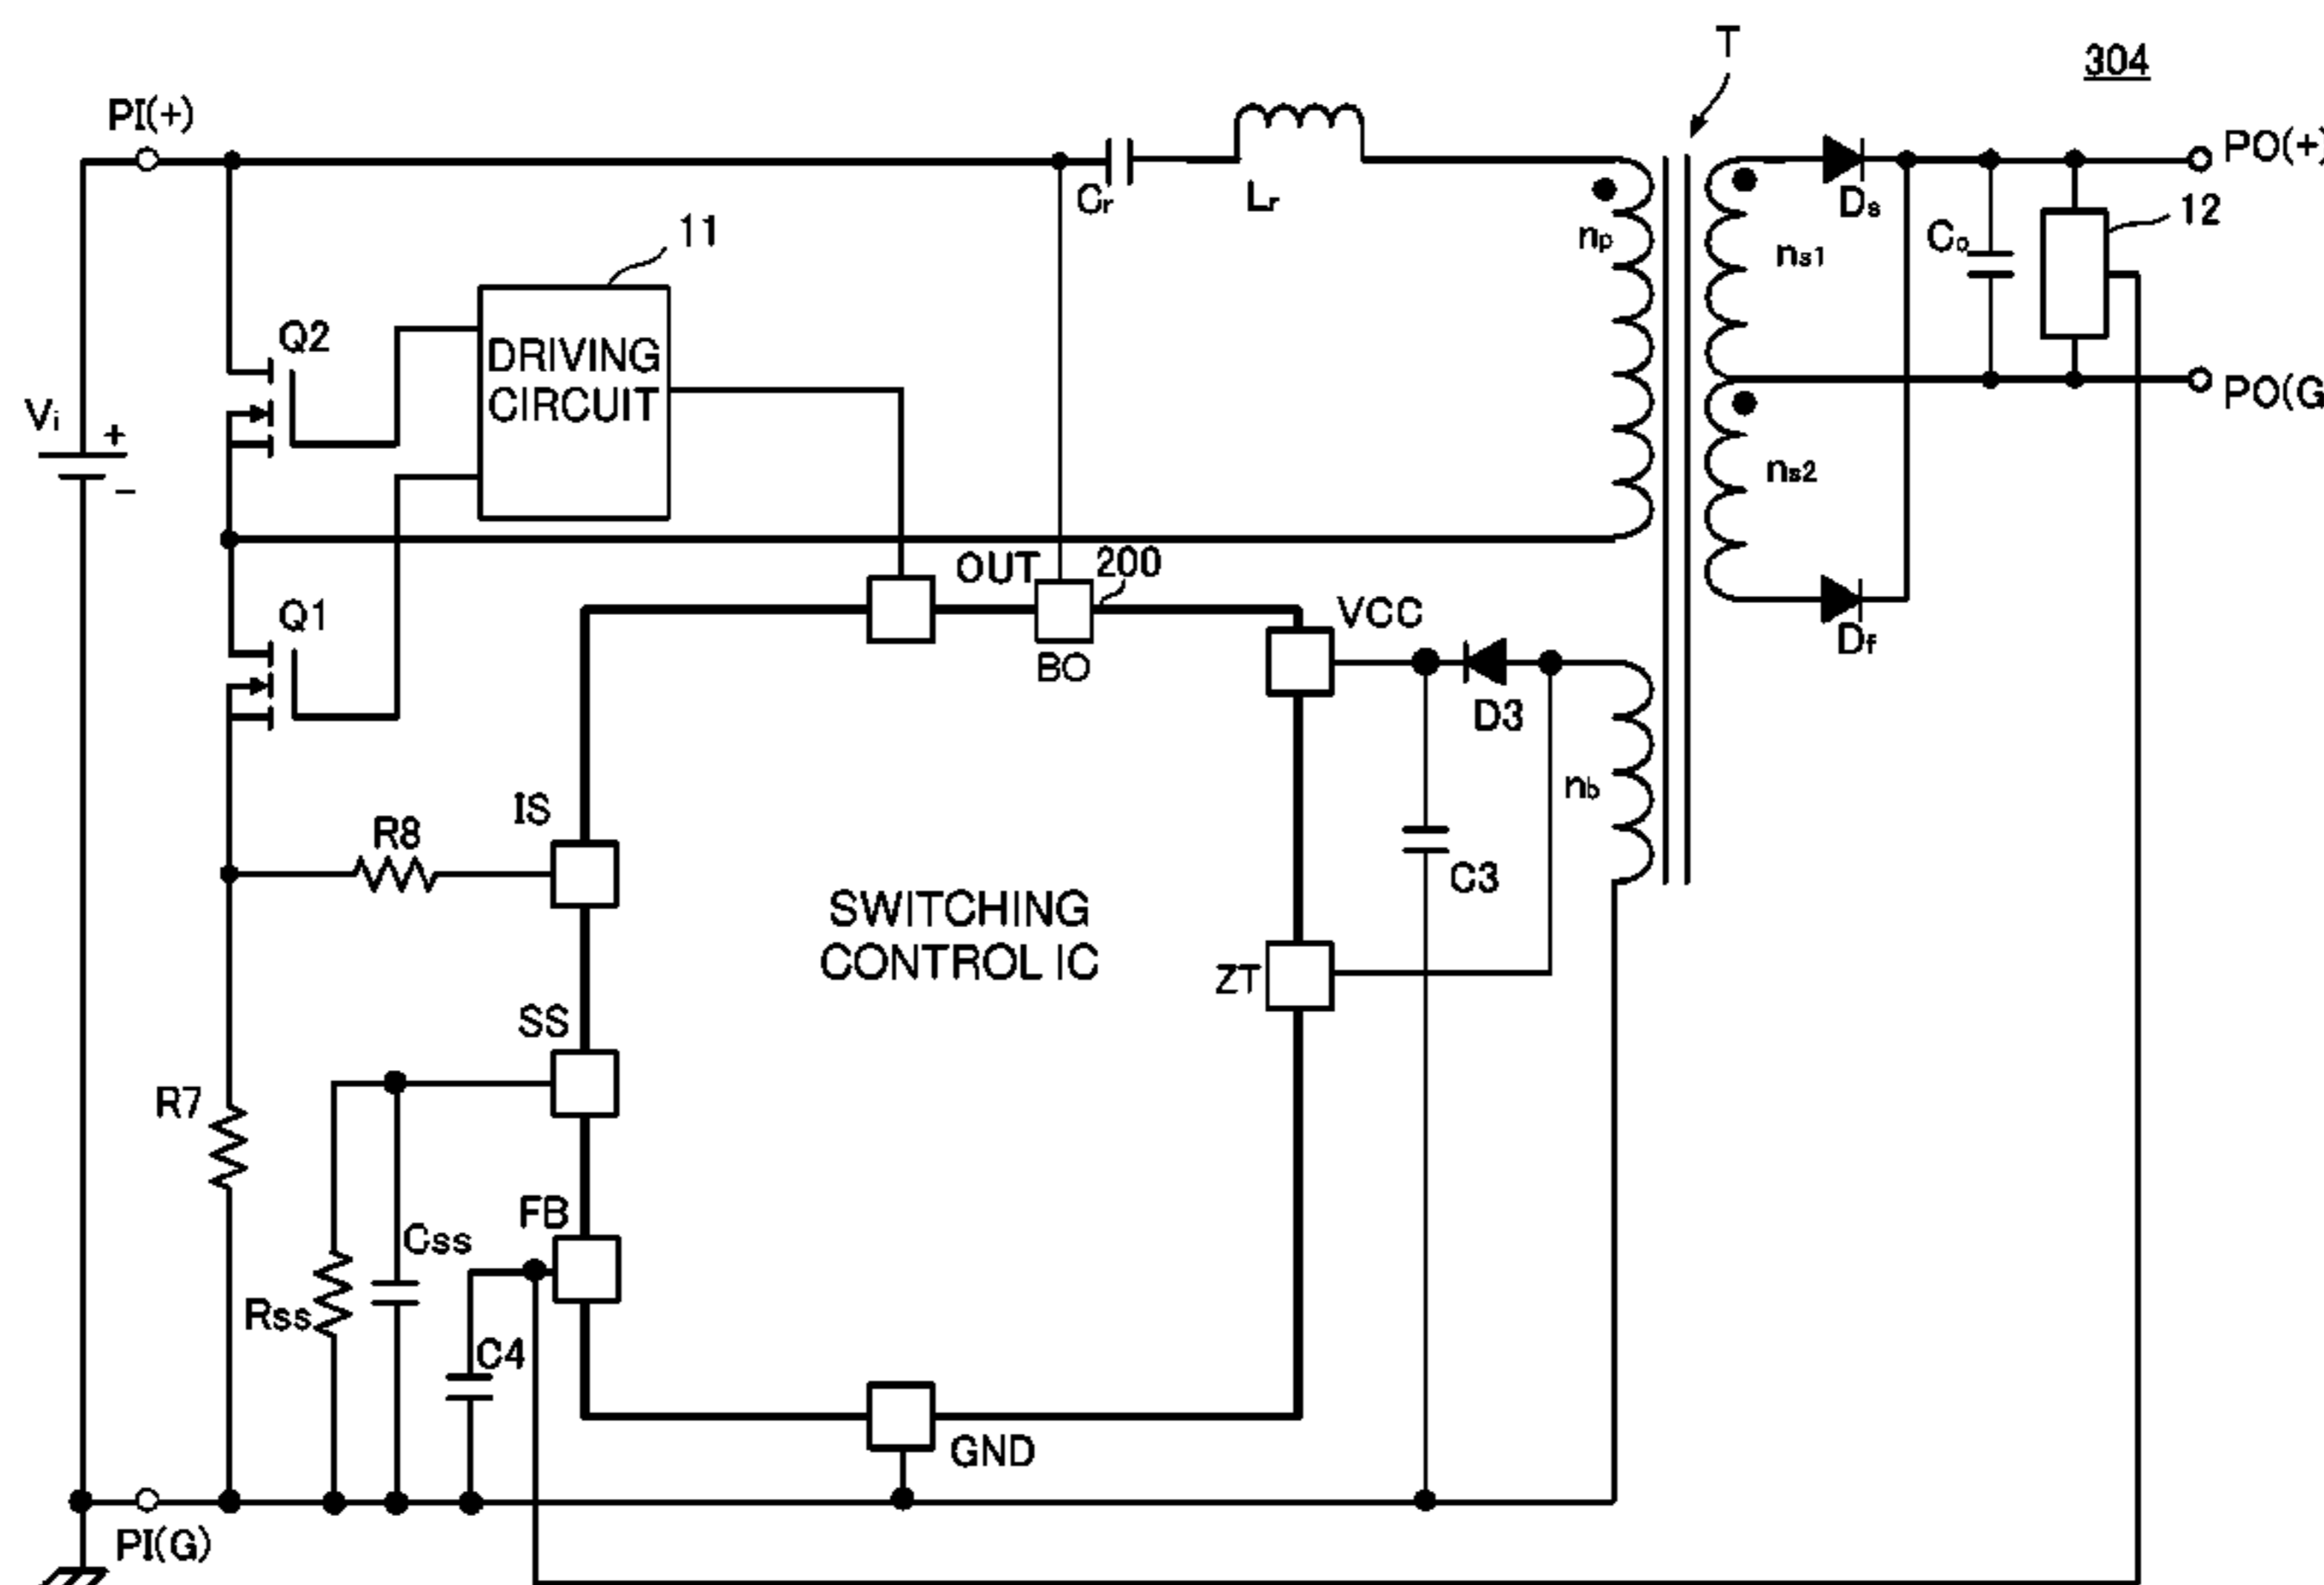 T
304
PI(+)
PO(+)
Cr
Lr
np
ns1
Ds
Co
12
11
Q2
DRIVING
CIRCUIT
Vi
+
−
PO(G
ns2
OUT
200
Q1
BO
VCC
Df
D3
nb
IS
R8
C3
SWITCHING
CONTROL IC
ZT
SS
R7
FB
Css
Rss
C4
GND
PI(G)